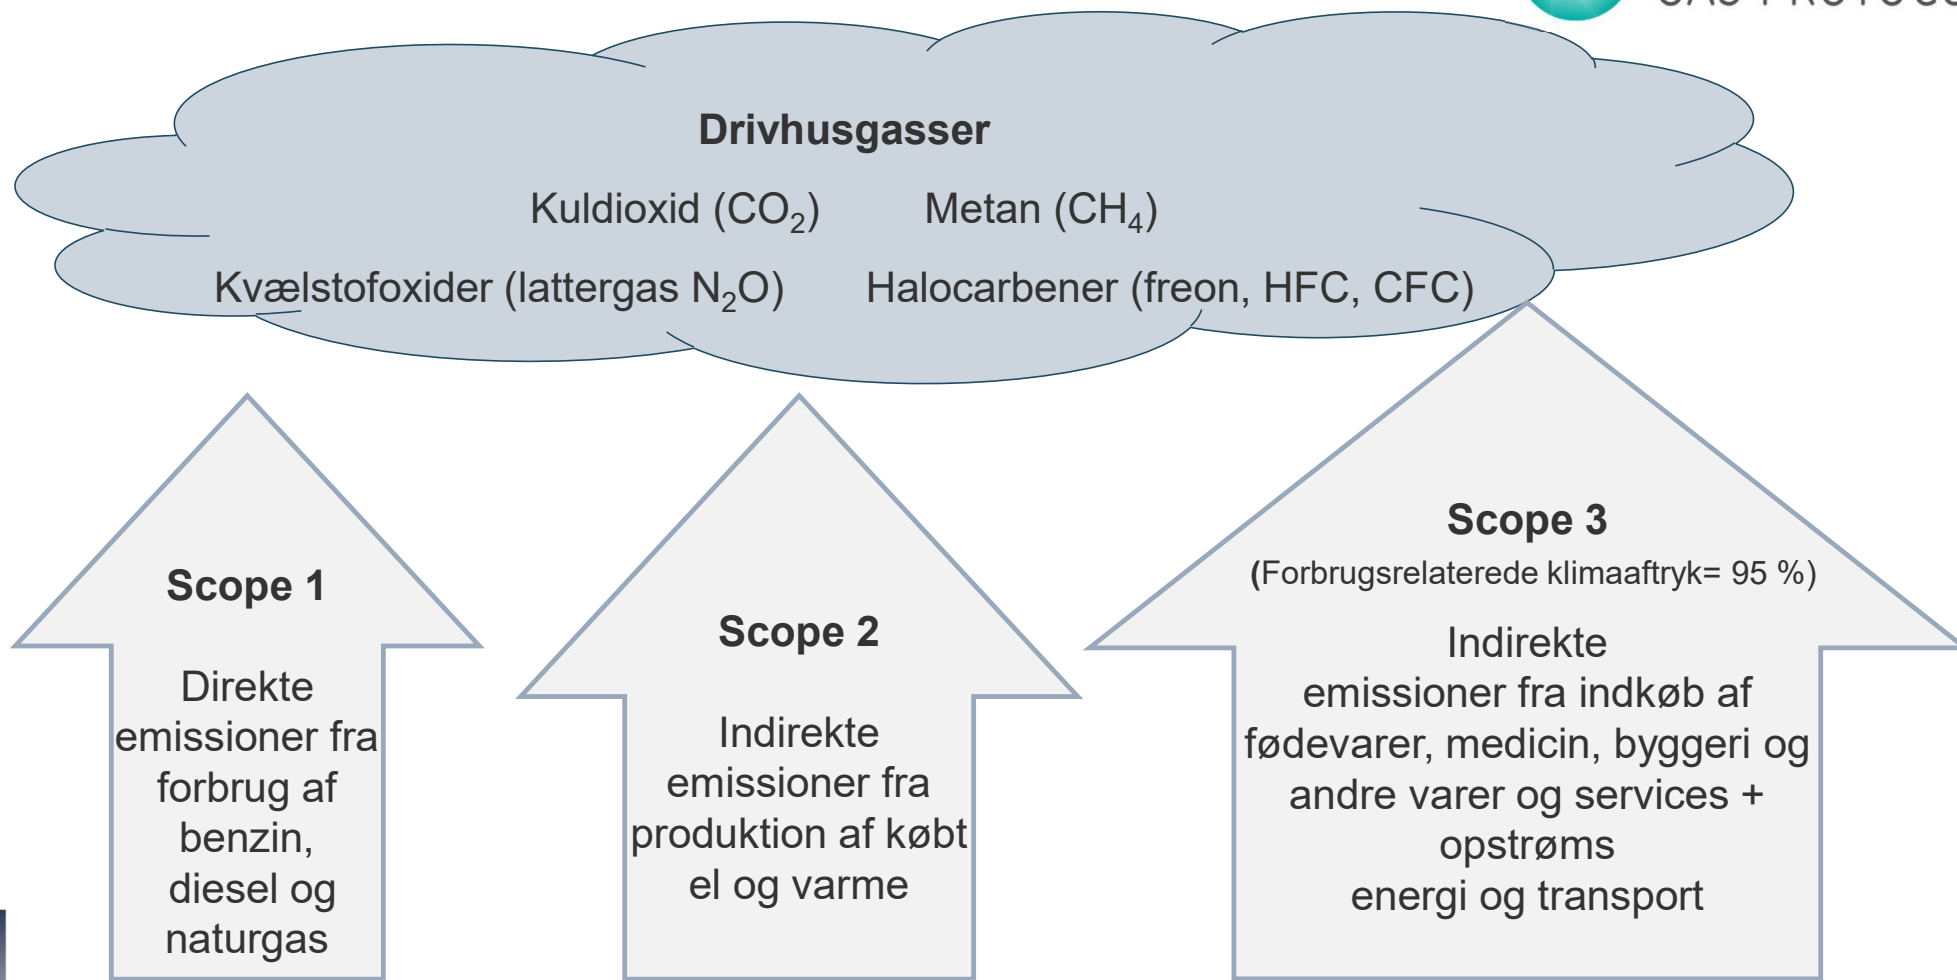 Drivhusgasser
Kuldioxid (CO₂) Metan (CH₄)
Kvælstofoxider (lattergas N₂O) Halocarbener (freon, HFC, CFC)
Scope 1
Direkte
emissioner fra
forbrug af
benzin,
diesel og
naturgas
Scope 2
Indirekte
emissioner fra
produktion af købt
el og varme
Scope 3
(Forbrugsrelaterede klimaaftryk= 95 %)
Indirekte
emissioner fra indkøb af
fødevarer, medicin, byggeri og
andre varer og services +
opstrøms
energi og transport